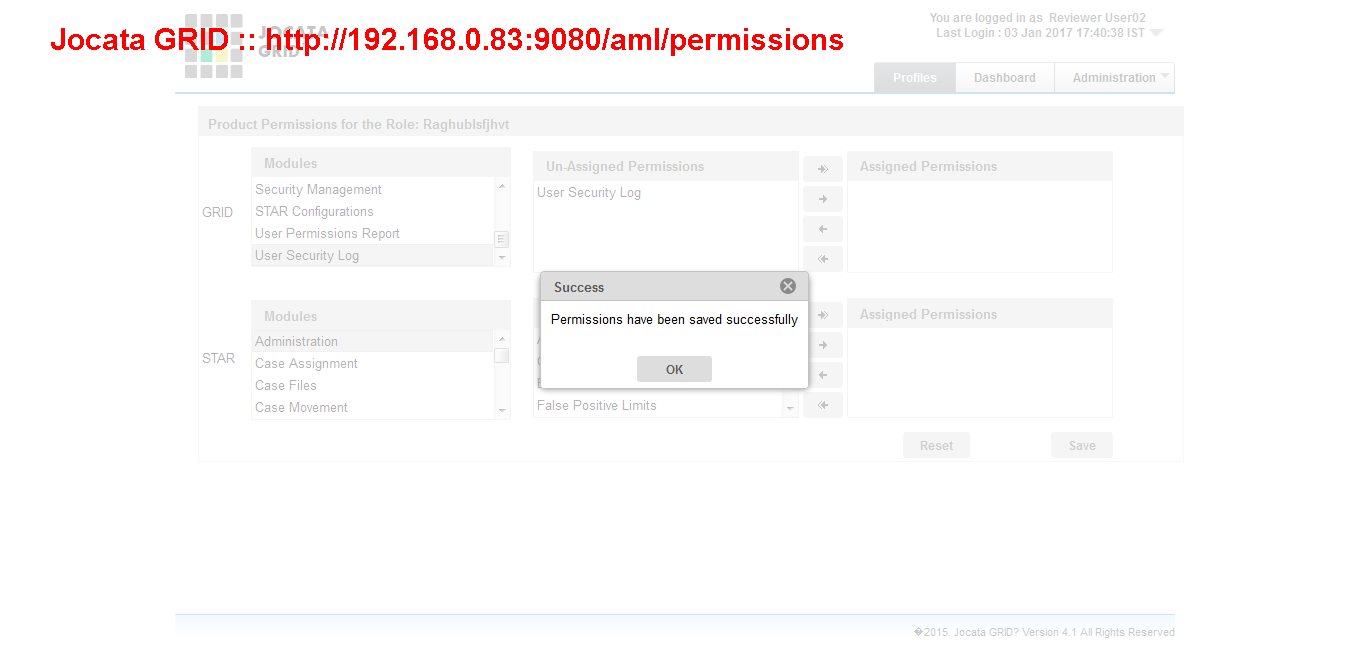 You are logged in as Reviewer User02
Last Login : 03 Jan 2017 17:40:38 IST
Jocata GRID :: http://192.168.0.83:9080/aml/permissions
JOCATA
GRID
Profiles
Dashboard
Administration
Product Permissions for the Role: Raghublsfjhvt
GRID
Modules
Security Management
STAR Configurations
User Permissions Report
User Security Log
Un-Assigned Permissions
User Security Log
Assigned Permissions
STAR
Modules
Administration
Case Assignment
Case Files
Case Movement
False Positive Limits
Assigned Permissions
Success
Permissions have been saved successfully
OK
Reset
Save
�2015. Jocata GRID? Version 4.1 All Rights Reserved